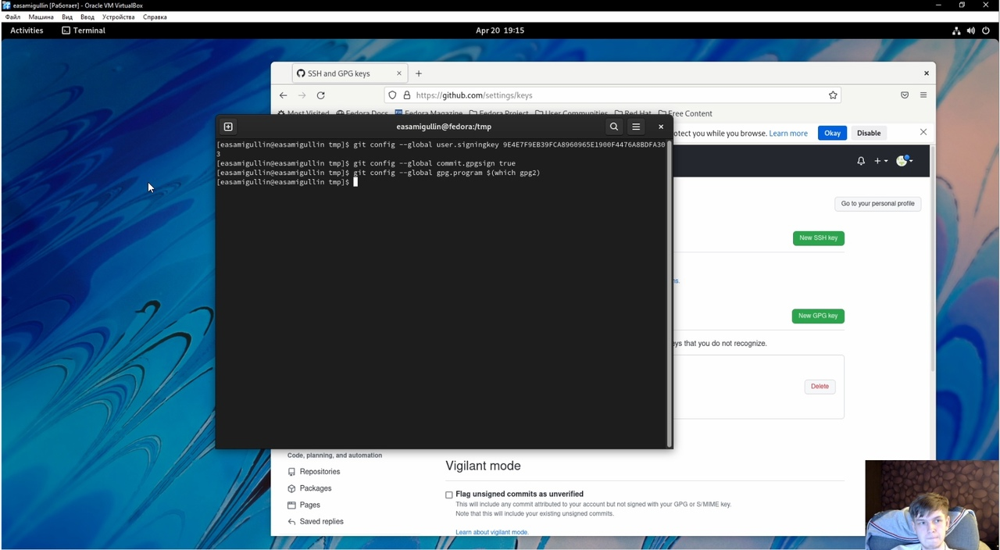 easamigullin [Работает] - Oracle VM VirtualBox
Файл Машина Вид Ввод Устройства Справка
Activities Terminal Apr 20 19:15
SSH and GPG keys
https://github.com/settings/keys
Most Visited Fedora Docs Fedora Magazine Fedora Project User Communities Red Hat Free Content
easamigullin@fedora:/tmp
otect you while you browse. Learn more Okay Disable
[easamigullin@easamigullin tmp]$ git config --global user.signingkey 9E4E7F9EB39FCA8960965E1900F4476A8BDFA30
3
[easamigullin@easamigullin tmp]$ git config --global commit.gpgsign true
[easamigullin@easamigullin tmp]$ git config --global gpg.program $(which gpg2)
[easamigullin@easamigullin tmp]$
Go to your personal profile
New SSH key
ns.
New GPG key
eys that you do not recognize.
Delete
Code, planning, and automation
Repositories
Packages
Pages
Saved replies
Vigilant mode
Flag unsigned commits as unverified
This will include any commit attributed to your account but not signed with your GPG or S/MIME key.
Note that this will include your existing unsigned commits.
Learn about vigilant mode.